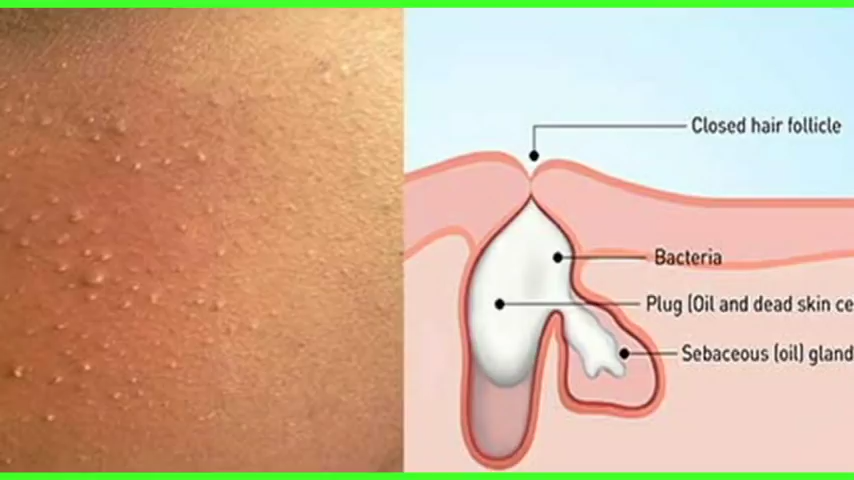 Closed hair follicle
Bacteria
Plug (Oil and dead skin ce
Sebaceous (oil) gland